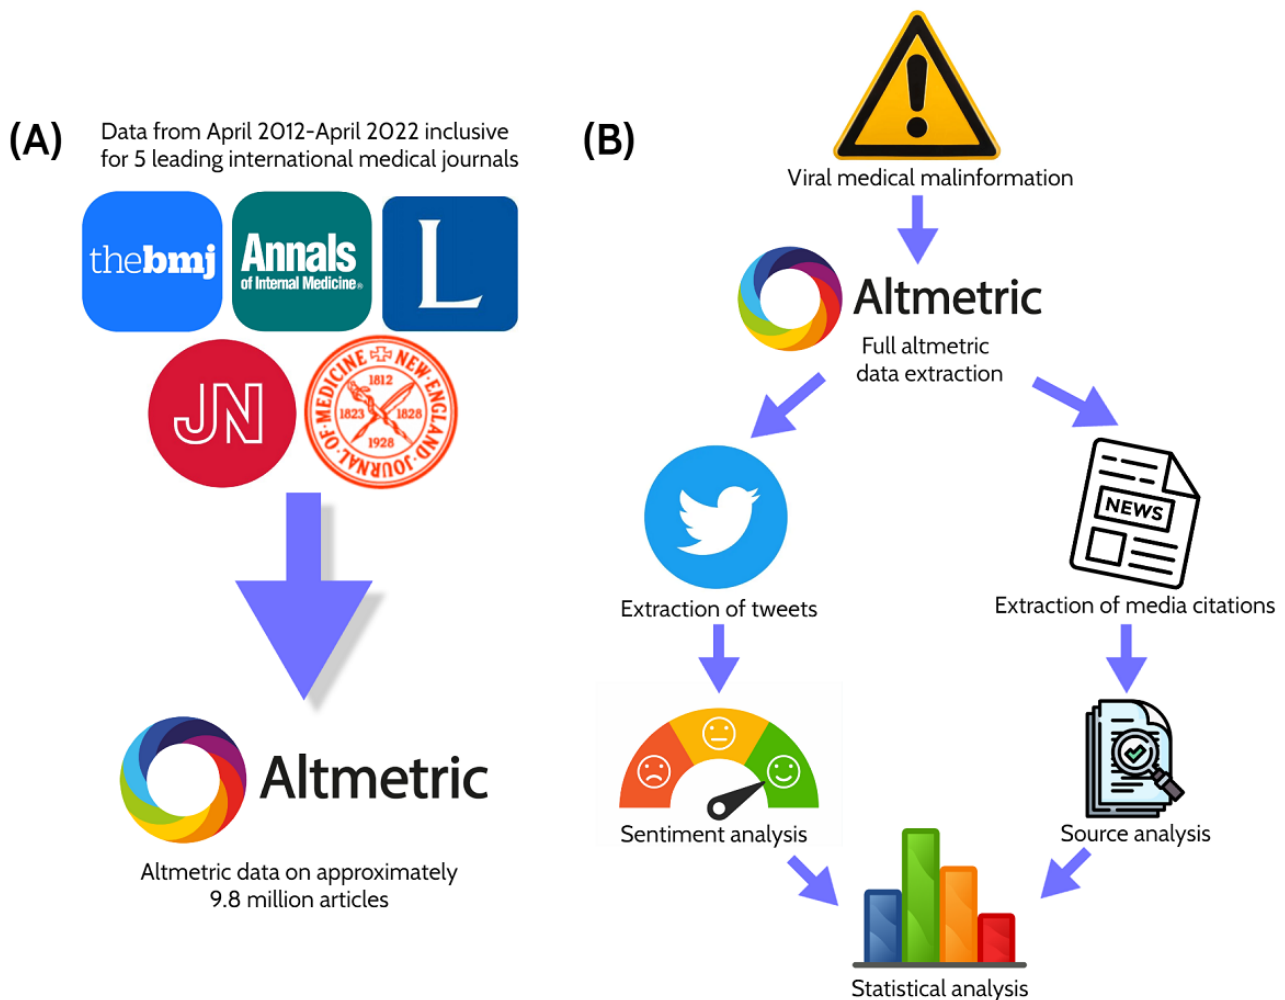 (A)
Data from April 2012-April 2022 inclusive
for 5 leading international medical journals
thebmj
Annals
of Internal Medicine®
L
JN
NEW·ENGLAND·JOURNAL·OF·MEDICINE
1812
1823
1828
1928
Altmetric
Altmetric data on approximately
9.8 million articles
(B)
Viral medical malinformation
Altmetric
Full altmetric
data extraction
NEWS
Extraction of tweets
Extraction of media citations
Sentiment analysis
Source analysis
Statistical analysis